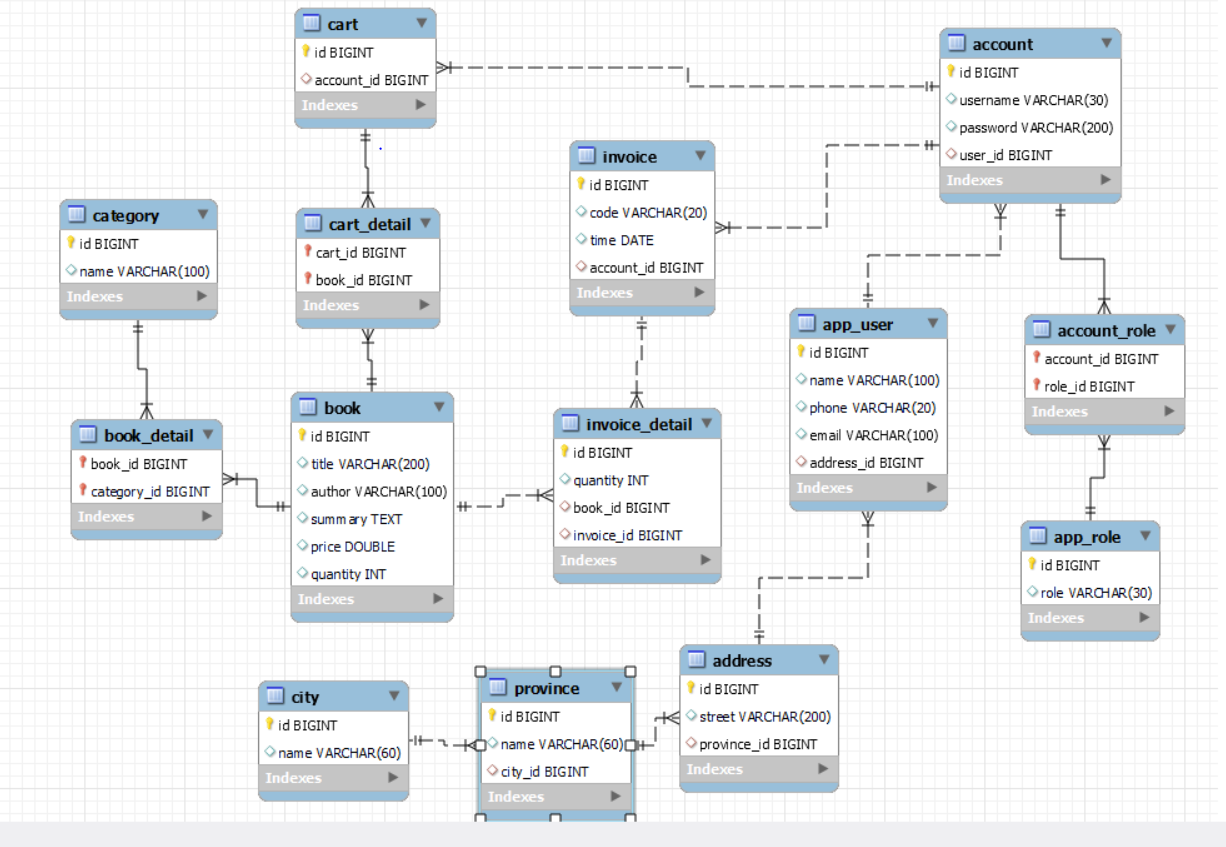 cart
id BIGINT
account_id BIGINT
Indexes
account
id BIGINT
username VARCHAR(30)
password VARCHAR(200)
user_id BIGINT
Indexes
invoice
id BIGINT
code VARCHAR(20)
time DATE
account_id BIGINT
Indexes
category
id BIGINT
name VARCHAR(100)
Indexes
cart_detail
cart_id BIGINT
book_id BIGINT
Indexes
app_user
id BIGINT
name VARCHAR(100)
phone VARCHAR(20)
email VARCHAR(100)
address_id BIGINT
Indexes
account_role
account_id BIGINT
role_id BIGINT
Indexes
book_detail
book_id BIGINT
category_id BIGINT
Indexes
book
id BIGINT
title VARCHAR(200)
author VARCHAR(100)
summary TEXT
price DOUBLE
quantity INT
Indexes
invoice_detail
id BIGINT
quantity INT
book_id BIGINT
invoice_id BIGINT
Indexes
app_role
id BIGINT
role VARCHAR(30)
Indexes
city
id BIGINT
name VARCHAR(60)
Indexes
province
id BIGINT
name VARCHAR(60)
city_id BIGINT
Indexes
address
id BIGINT
street VARCHAR(200)
province_id BIGINT
Indexes